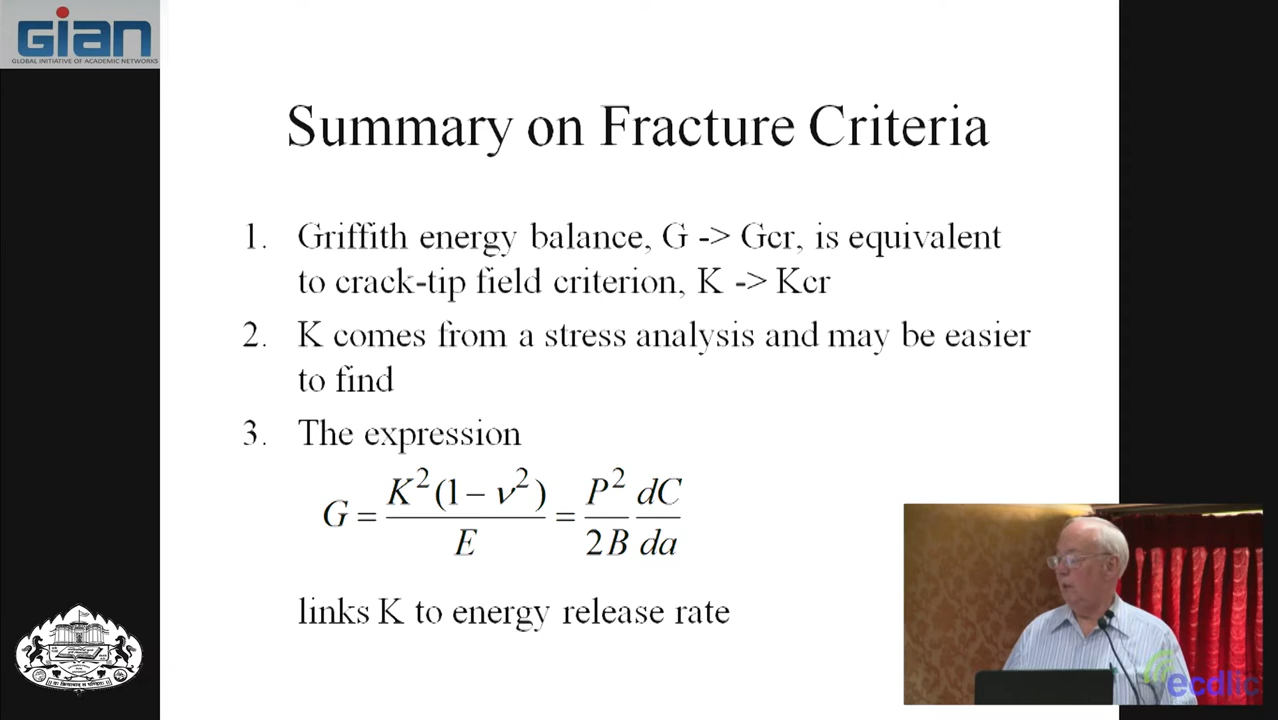 GIAN
GLOBAL INITIATIVE OF ACADEMIC NETWORKS
Summary on Fracture Criteria
1. Griffith energy balance, G -> Gcr, is equivalent
to crack-tip field criterion, K -> Kcr
2. K comes from a stress analysis and may be easier
to find
3. The expression
G = K²(1 − ν²) / E = P² / 2B dC / da
links K to energy release rate
ecdlic